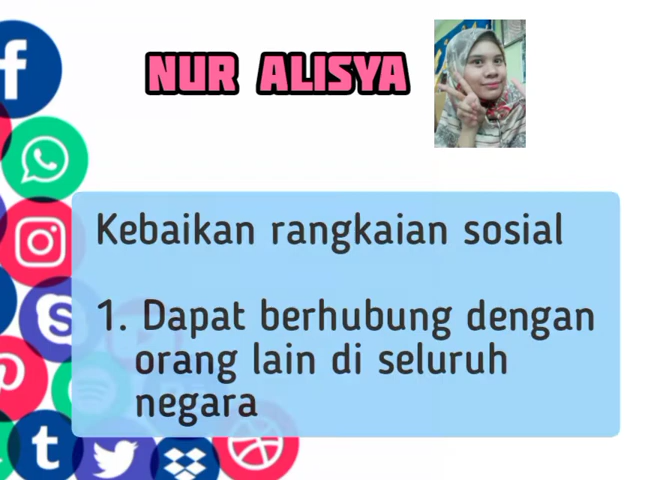 NUR ALISYA
Kebaikan rangkaian sosial
1. Dapat berhubung dengan
orang lain di seluruh
negara